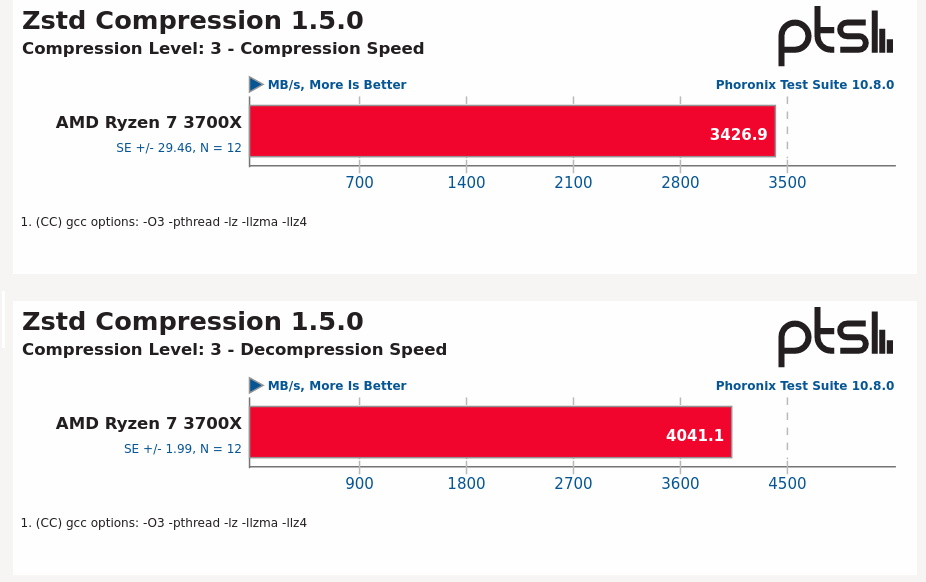 Zstd Compression 1.5.0
Compression Level: 3 - Compression Speed
ptsl
MB/s, More Is Better
Phoronix Test Suite 10.8.0
AMD Ryzen 7 3700X
3426.9
SE +/- 29.46, N = 12
700 1400 2100 2800 3500
1. (CC) gcc options: -O3 -pthread -lz -llzma -llz4
Zstd Compression 1.5.0
Compression Level: 3 - Decompression Speed
ptsl
MB/s, More Is Better
Phoronix Test Suite 10.8.0
AMD Ryzen 7 3700X
4041.1
SE +/- 1.99, N = 12
900 1800 2700 3600 4500
1. (CC) gcc options: -O3 -pthread -lz -llzma -llz4